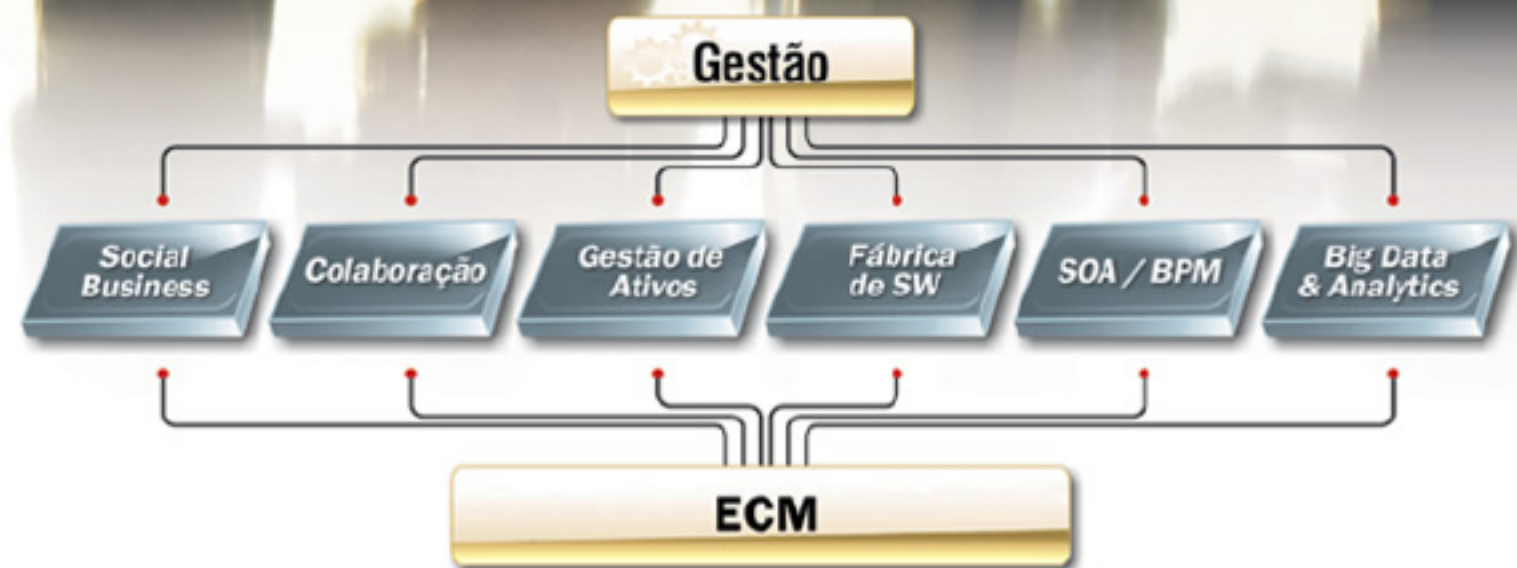 Gestão
Social
Business
Colaboração
Gestão de
Ativos
Fábrica
de SW
SOA / BPM
Big Data
& Analytics
ECM